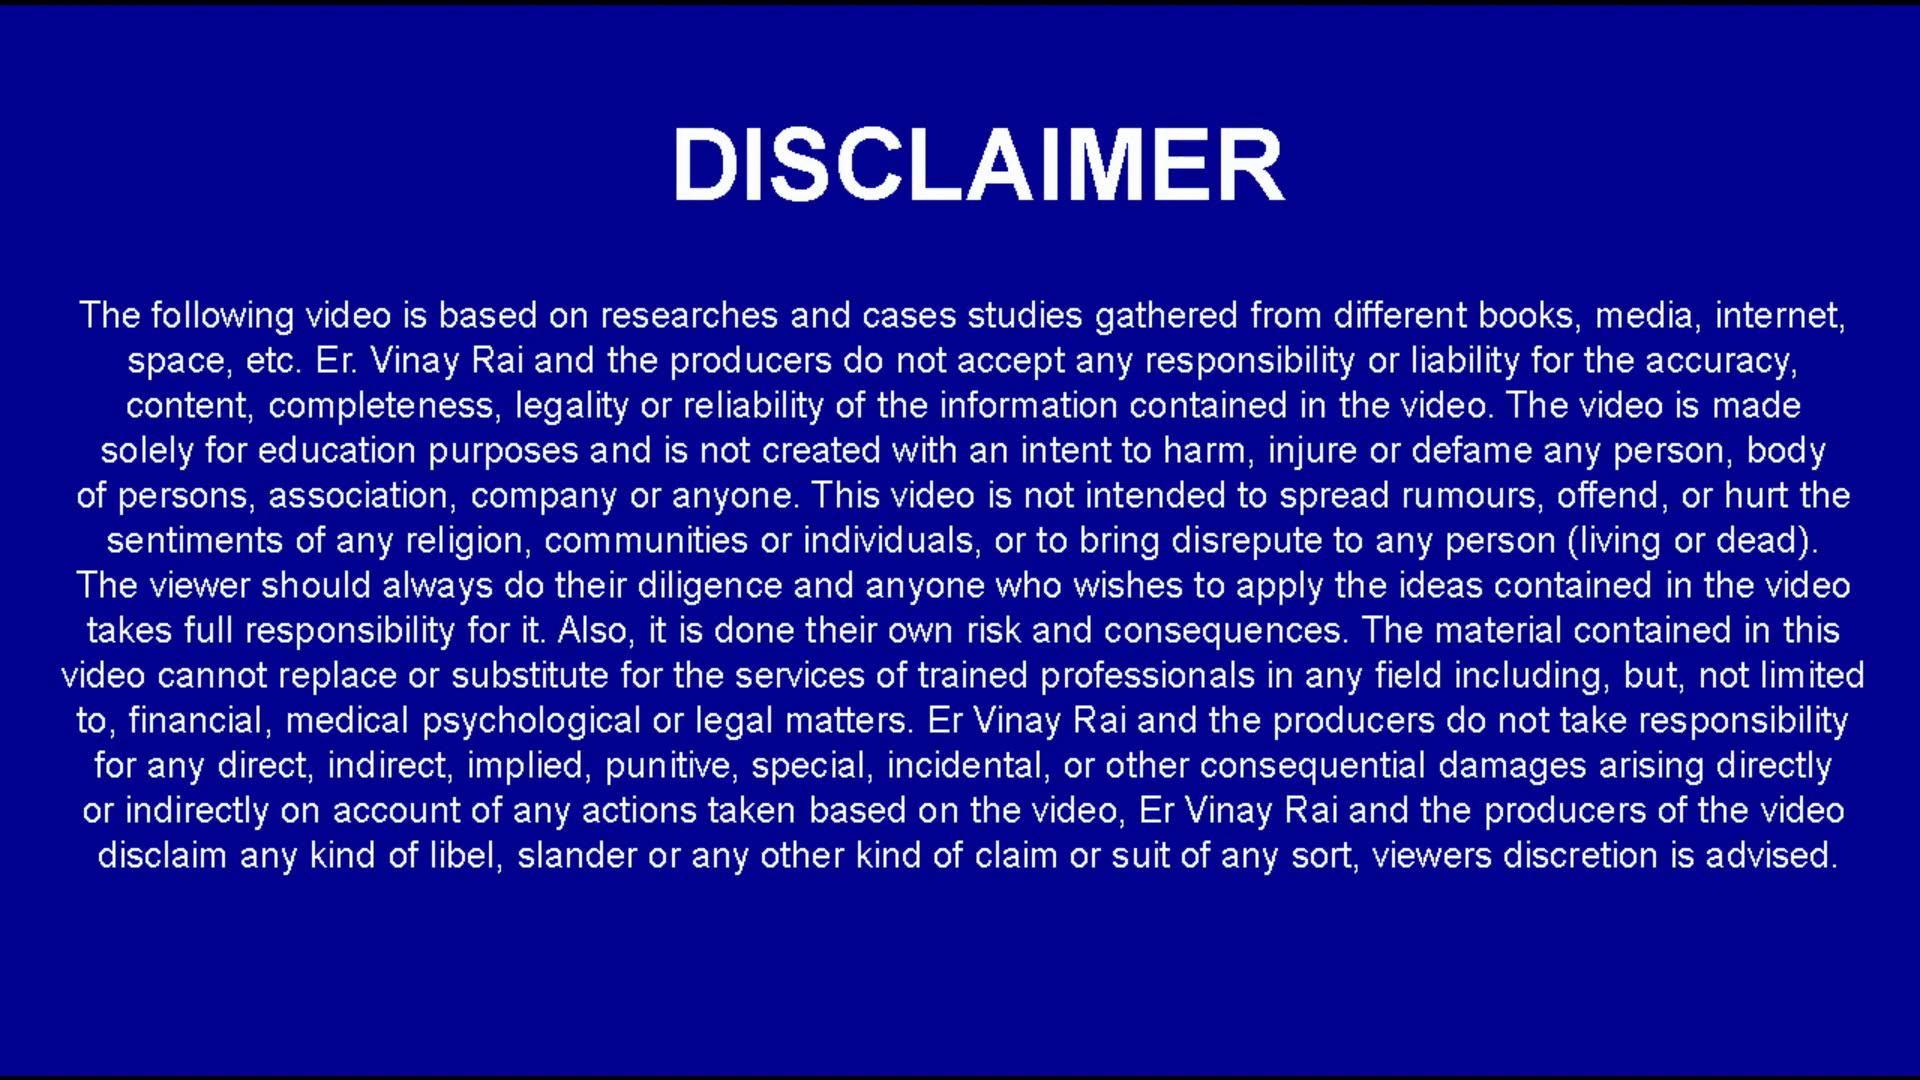 DISCLAIMER
The following video is based on researches and cases studies gathered from different books, media, internet,
space, etc. Er. Vinay Rai and the producers do not accept any responsibility or liability for the accuracy,
content, completeness, legality or reliability of the information contained in the video. The video is made
solely for education purposes and is not created with an intent to harm, injure or defame any person, body
of persons, association, company or anyone. This video is not intended to spread rumours, offend, or hurt the
sentiments of any religion, communities or individuals, or to bring disrepute to any person (living or dead).
The viewer should always do their diligence and anyone who wishes to apply the ideas contained in the video
takes full responsibility for it. Also, it is done their own risk and consequences. The material contained in this
video cannot replace or substitute for the services of trained professionals in any field including, but, not limited
to, financial, medical psychological or legal matters. Er Vinay Rai and the producers do not take responsibility
for any direct, indirect, implied, punitive, special, incidental, or other consequential damages arising directly
or indirectly on account of any actions taken based on the video, Er Vinay Rai and the producers of the video
disclaim any kind of libel, slander or any other kind of claim or suit of any sort, viewers discretion is advised.